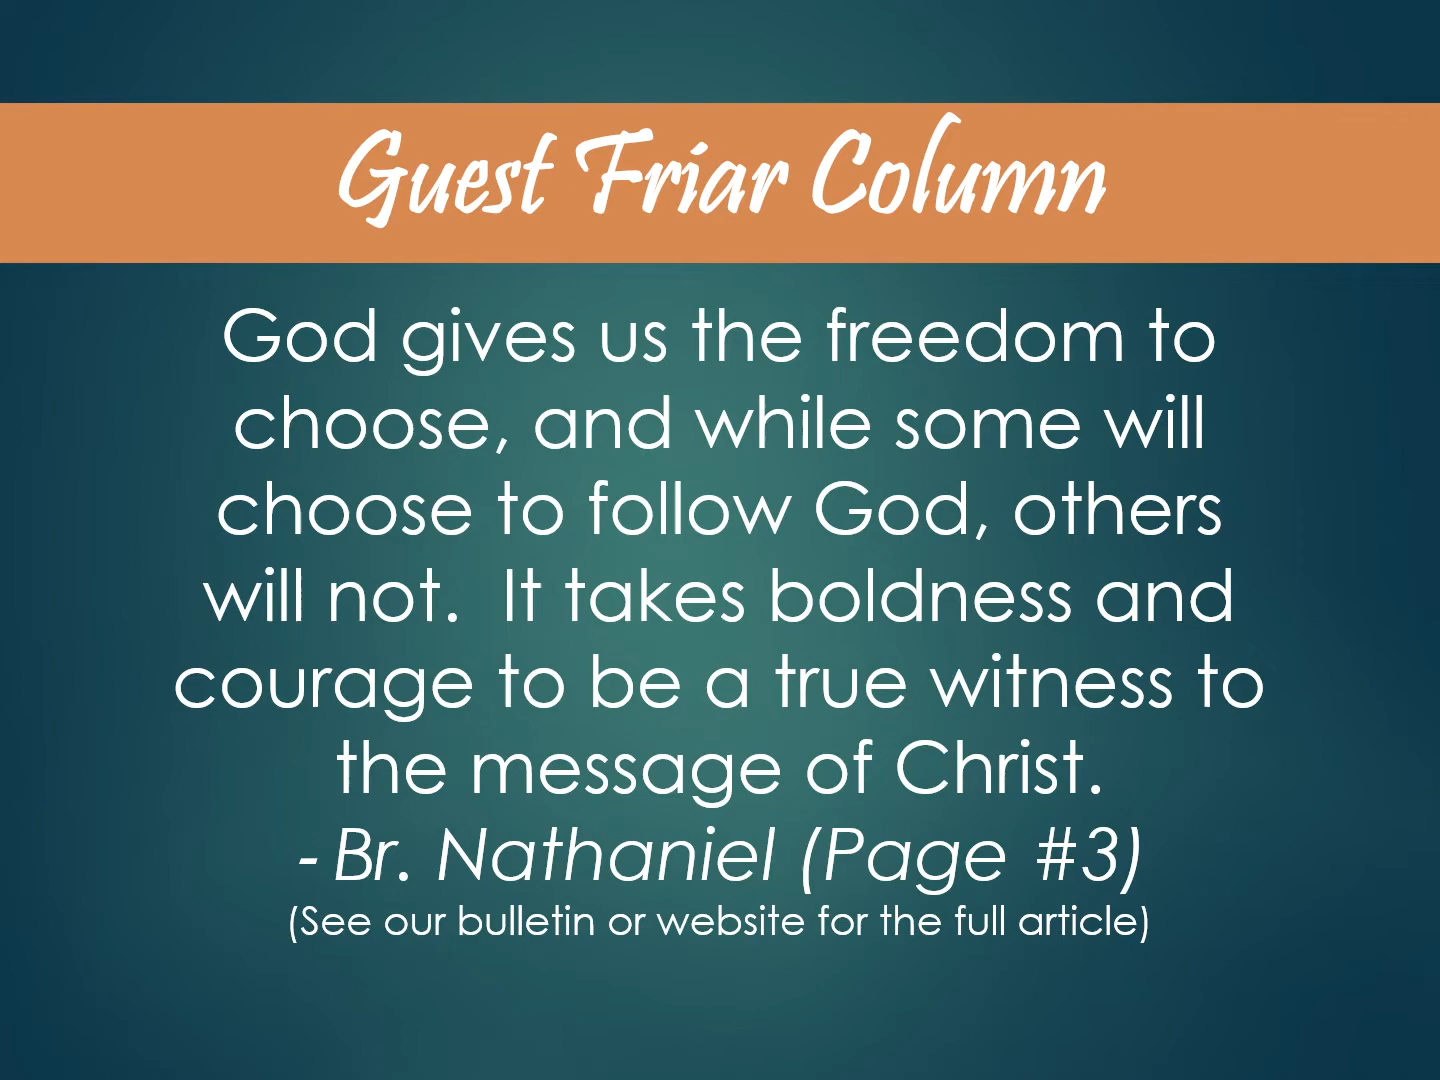 Guest Friar Column
God gives us the freedom to
choose, and while some will
choose to follow God, others
will not.  It takes boldness and
courage to be a true witness to
the message of Christ.
- Br. Nathaniel (Page #3)
(See our bulletin or website for the full article)